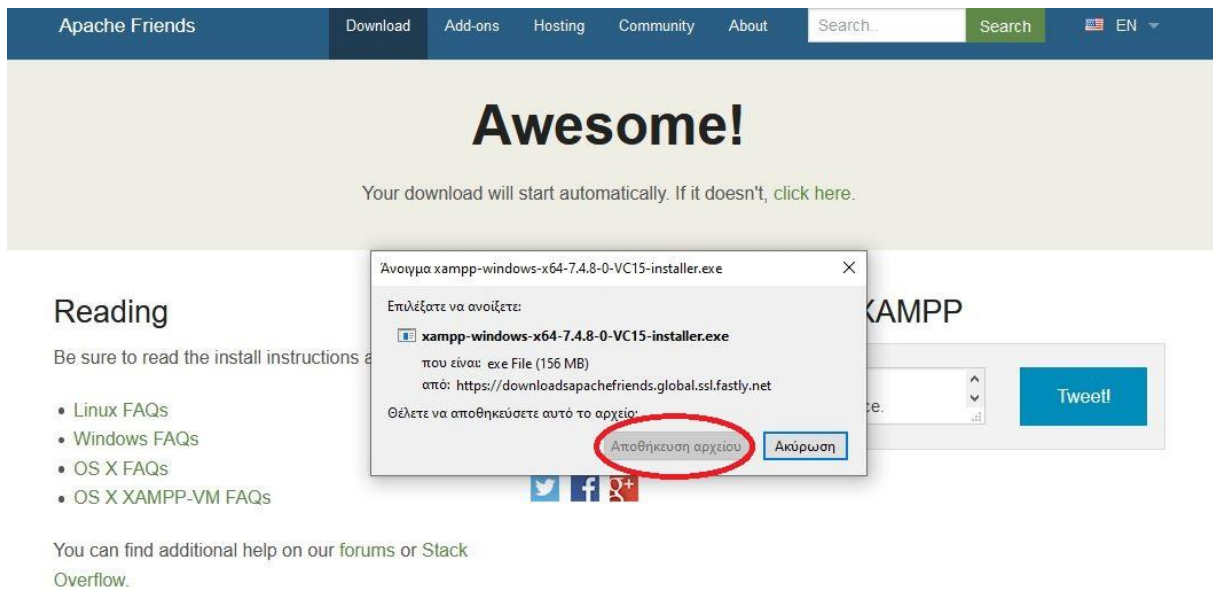 Apache Friends Download Add-ons Hosting Community About Search.. Search EN
Awesome!
Your download will start automatically. If it doesn't, click here.
Άνοιγμα xampp-windows-x64-7.4.8-0-VC15-installer.exe
Επιλέξατε να ανοίξετε:
xampp-windows-x64-7.4.8-0-VC15-installer.exe
που είναι: exe File (156 MB)
από: https://downloadsapachefriends.global.ssl.fastly.net
Θέλετε να αποθηκεύσετε αυτό το αρχείο;
Αποθήκευση αρχείου Ακύρωση
Reading
Be sure to read the install instructions
Linux FAQs
Windows FAQs
OS X FAQs
OS X XAMPP-VM FAQs
You can find additional help on our forums or Stack
Overflow.
XAMPP
Tweet!